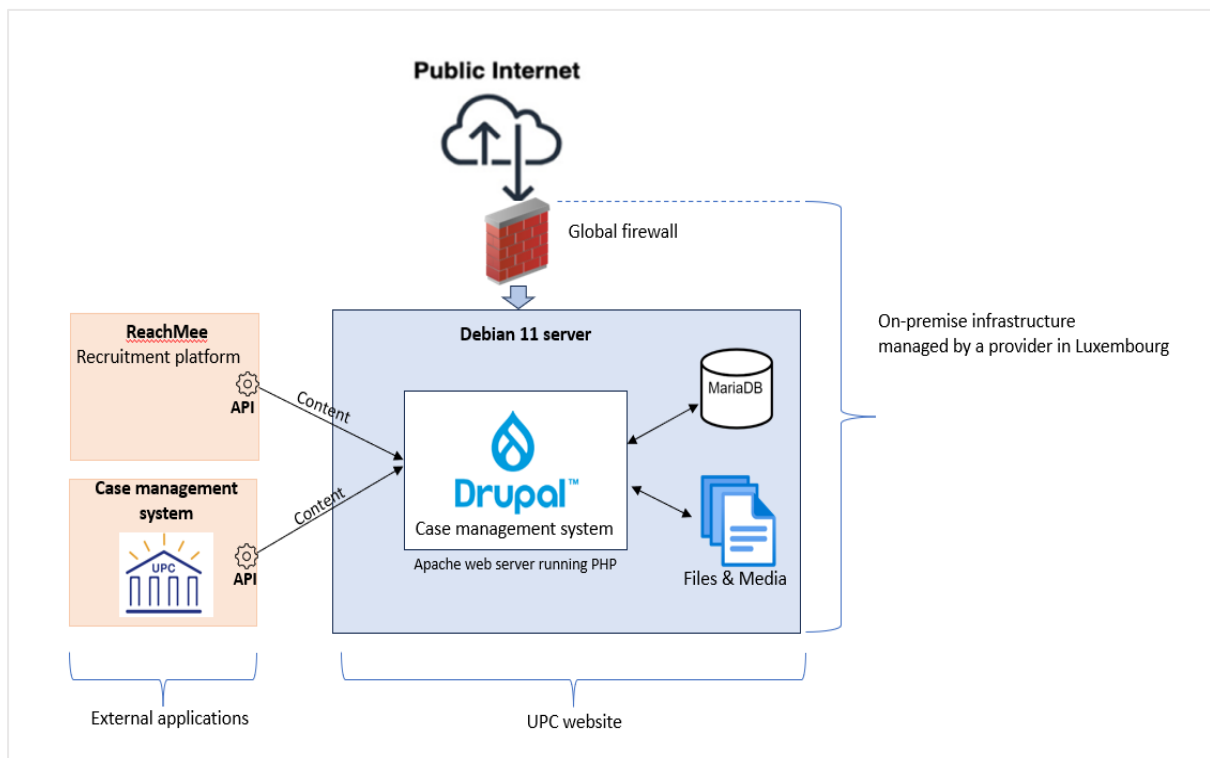 Public Internet
Global firewall
On-premise infrastructure
managed by a provider in Luxembourg
ReachMee
Recruitment platform
API
Content
Case management
system
UPC
API
Content
Debian 11 server
MariaDB
Drupal™
Case management system
Apache web server running PHP
Files & Media
External applications
UPC website